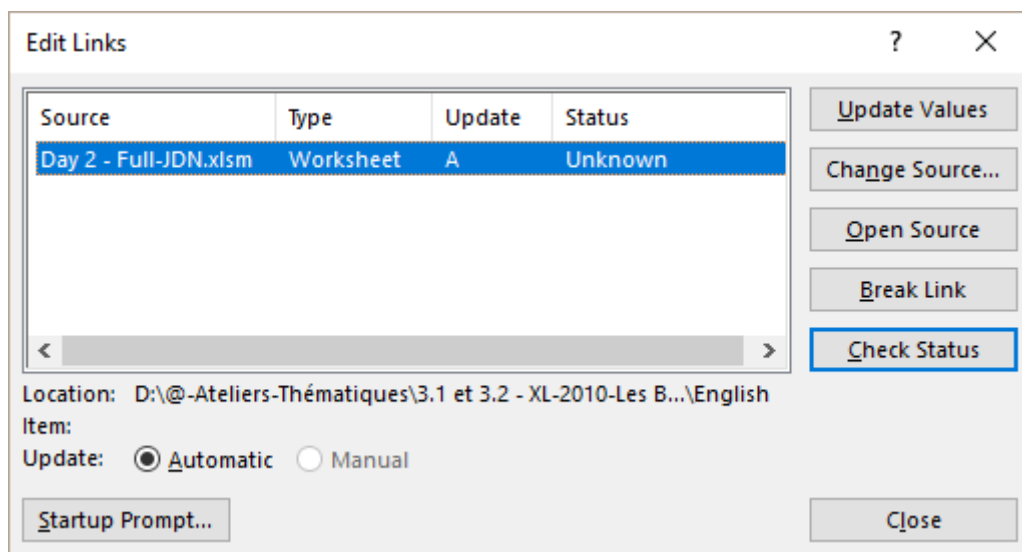 Edit Links
? X
Source Type Update Status
Day 2 - Full-JDN.xlsm Worksheet A Unknown
Update Values
Change Source...
Open Source
Break Link
Check Status
Location: D:\@-Ateliers-Thématiques\3.1 et 3.2 - XL-2010-Les B...\English
Item:
Update: Automatic Manual
Startup Prompt... Close